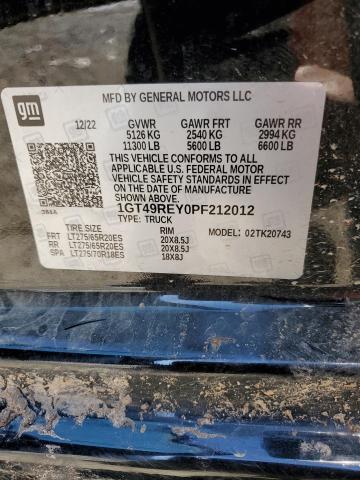 gm
MFD BY GENERAL MOTORS LLC
12/22 GVWR GAWR FRT GAWR RR
5126 KG 2540 KG 2994 KG
11300 LB 5600 LB 6600 LB
THIS VEHICLE CONFORMS TO ALL
APPLICABLE U.S. FEDERAL MOTOR
VEHICLE SAFETY STANDARDS IN EFFECT ON
THE DATE OF MANUFACTURE SHOWN ABOVE.
1GT49REY0PF212012
TYPE: TRUCK
TIRE SIZE RIM MODEL: 02TK20743
FRT LT275/65R20ES 20X8.5J
RR LT275/65R20ES 20X8.5J
SPA LT275/70R18ES 18X8J